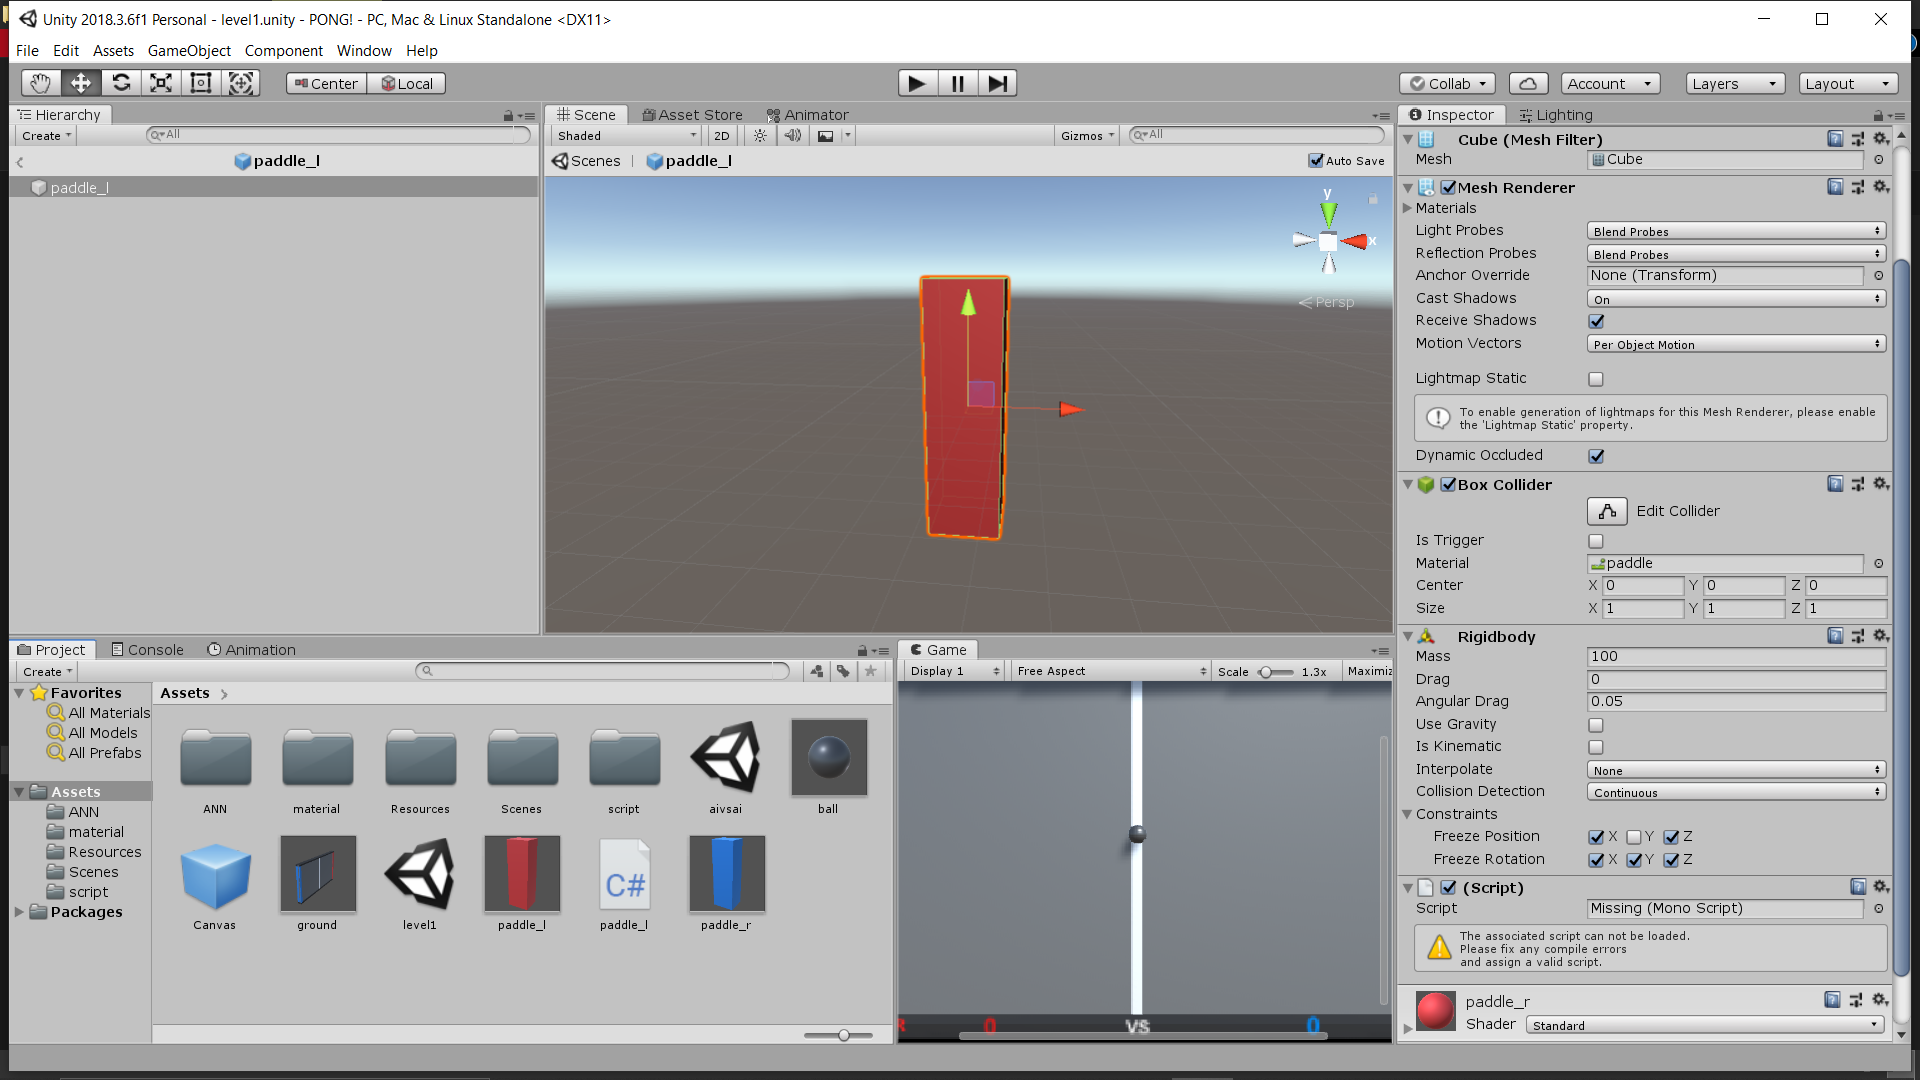 Unity 2018.3.6f1 Personal - level1.unity - PONG! - PC, Mac & Linux Standalone <DX11>
File Edit Assets GameObject Component Window Help
Center Local Collab Account Layers Layout
Hierarchy
Create All
paddle_l
paddle_l
Scene Asset Store Animator
Shaded 2D Gizmos All
Scenes | paddle_l Auto Save
y
x
Persp
Inspector Lighting
Cube (Mesh Filter)
Mesh Cube
Mesh Renderer
Materials
Light Probes Blend Probes
Reflection Probes Blend Probes
Anchor Override None (Transform)
Cast Shadows On
Receive Shadows
Motion Vectors Per Object Motion
Lightmap Static
To enable generation of lightmaps for this Mesh Renderer, please enable
the 'Lightmap Static' property.
Dynamic Occluded
Box Collider
Edit Collider
Is Trigger
Material paddle
Center X 0 Y 0 Z 0
Size X 1 Y 1 Z 1
Rigidbody
Mass 100
Drag 0
Angular Drag 0.05
Use Gravity
Is Kinematic
Interpolate None
Collision Detection Continuous
Constraints
Freeze Position X Y Z
Freeze Rotation X Y Z
(Script)
Script Missing (Mono Script)
The associated script can not be loaded.
Please fix any compile errors
and assign a valid script.
paddle_r
Shader Standard
Project Console Animation
Create
Favorites
All Materials
All Models
All Prefabs
Assets
ANN
material
Resources
Scenes
script
Packages
Assets
ANN material Resources Scenes script aivsai ball
C#
Canvas ground level1 paddle_l paddle_l paddle_r
Game
Display 1 Free Aspect Scale 1.3x Maximiz
R 0 VS 0